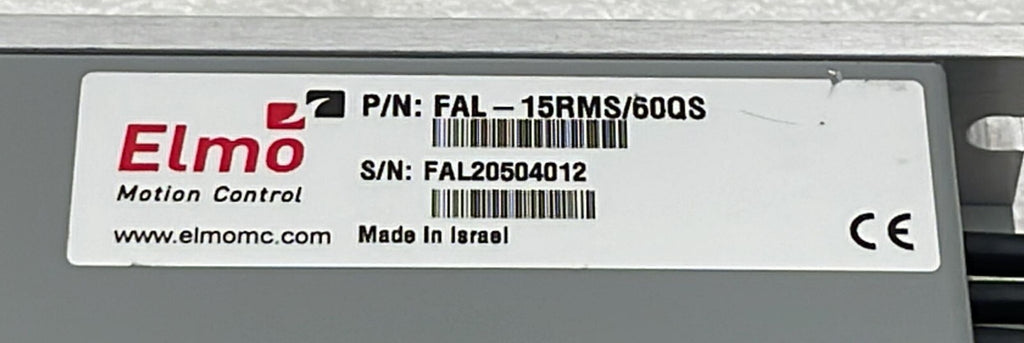 Elmo
Motion Control
www.elmomc.com
P/N: FAL – 15RMS/60QS
S/N: FAL20504012
Made In Israel
CE